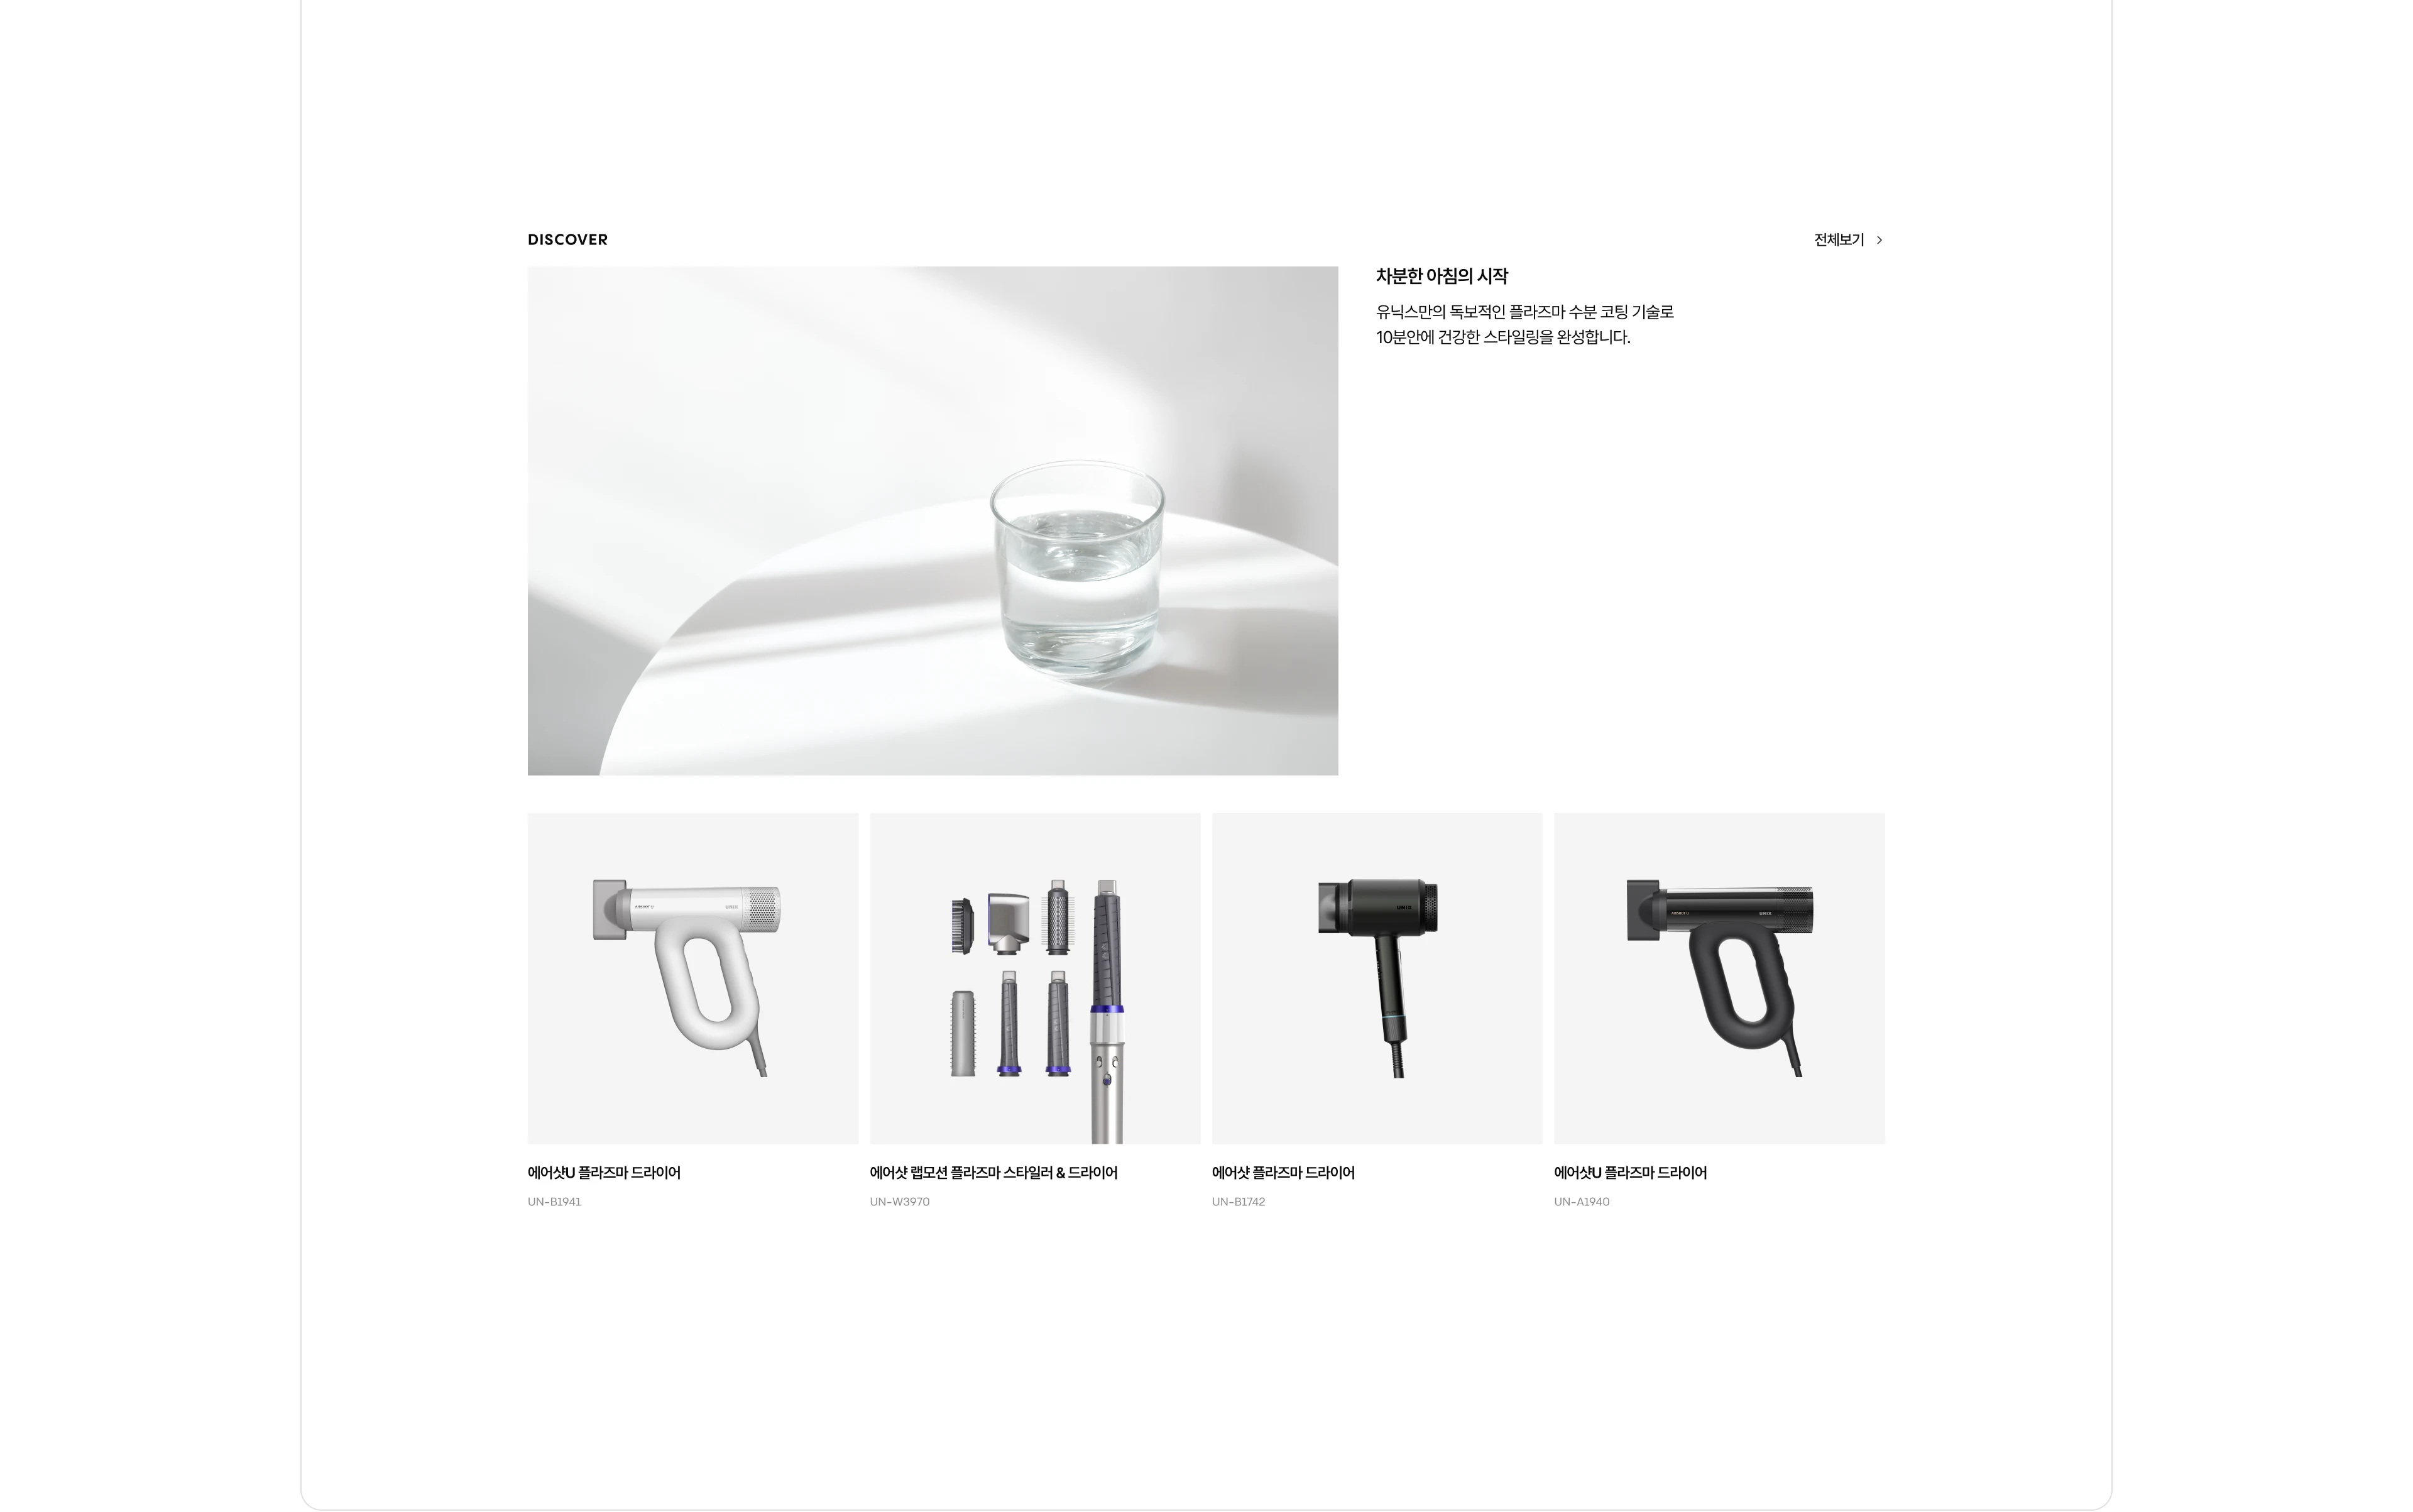 DISCOVER
전체보기
차분한 아침의 시작
유닉스만의 독보적인 플라즈마 수분 코팅 기술로
10분안에 건강한 스타일링을 완성합니다.
AIRSHOT U
UNIX
UNIX
AIRSHOT U
UNIX
에어샷U 플라즈마 드라이어
UN-B1941
에어샷 랩모션 플라즈마 스타일러 & 드라이어
UN-W3970
에어샷 플라즈마 드라이어
UN-B1742
에어샷U 플라즈마 드라이어
UN-A1940